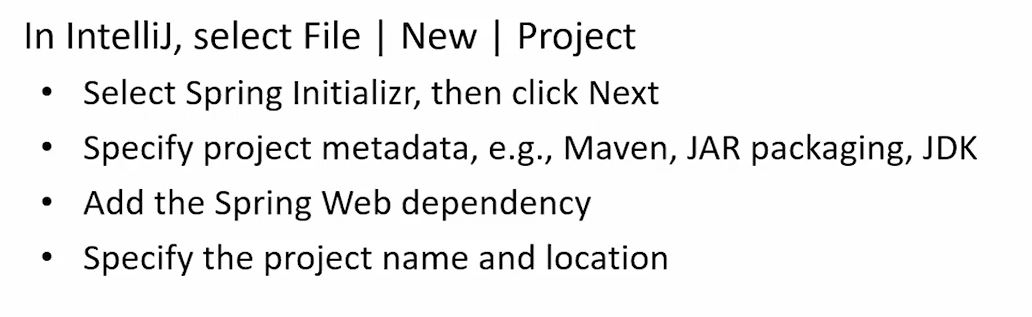 In IntelliJ, select File | New | Project
• Select Spring Initializr, then click Next
• Specify project metadata, e.g., Maven, JAR packaging, JDK
• Add the Spring Web dependency
• Specify the project name and location